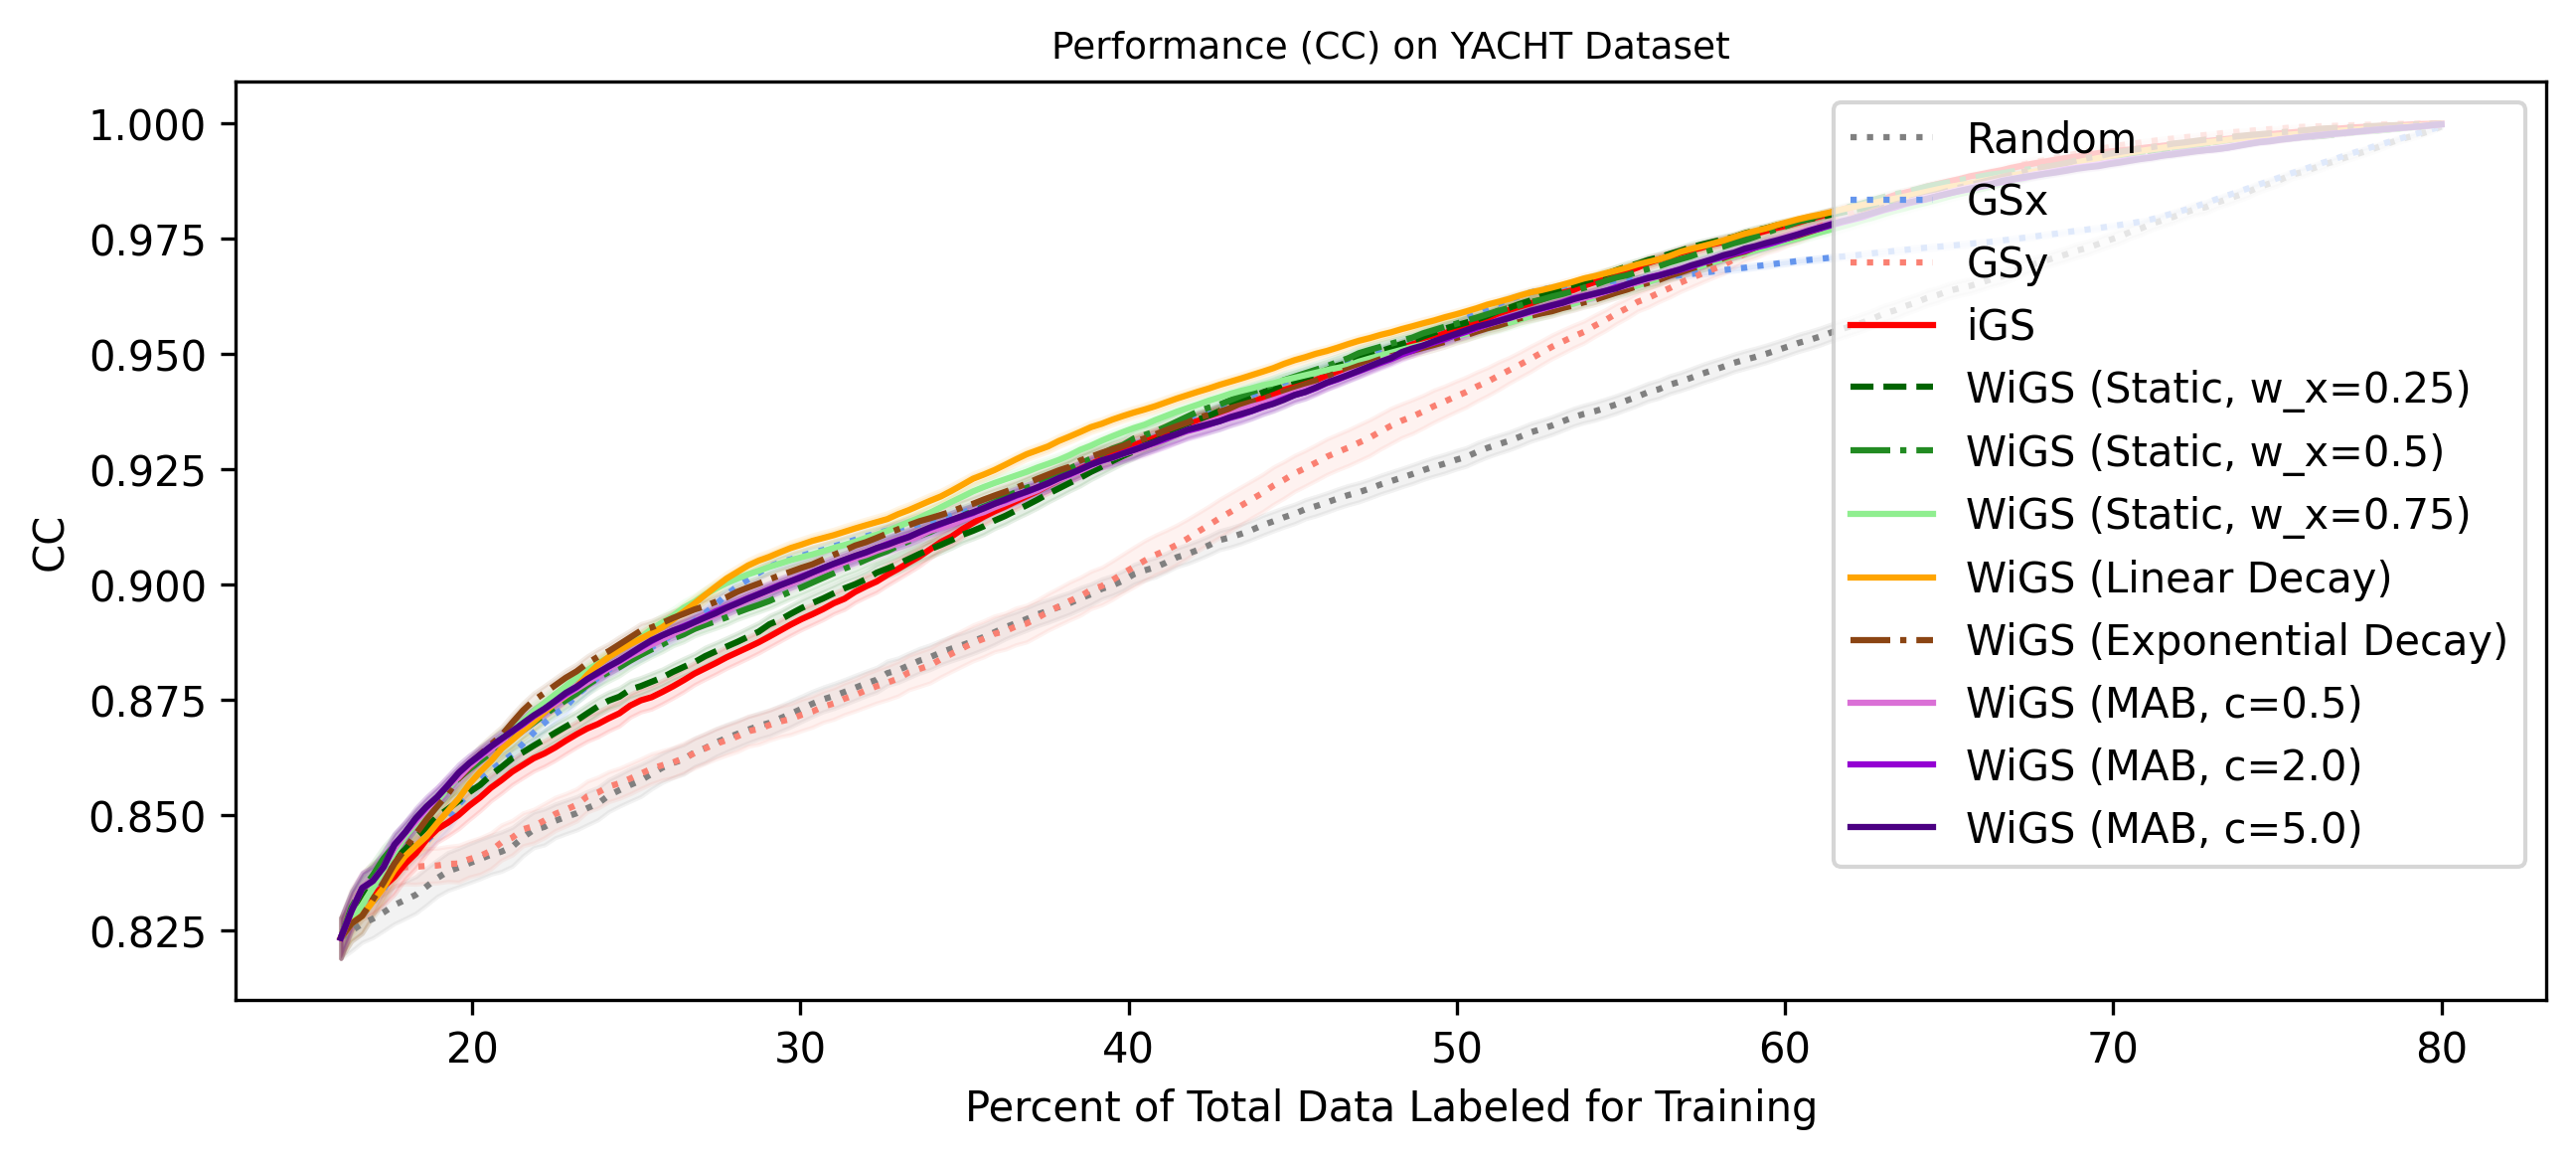 Performance (CC) on YACHT Dataset
1.000
0.975
0.950
0.925
0.900
0.875
0.850
0.825
CC
20 30 40 50 60 70 80
Percent of Total Data Labeled for Training
Random
GSx
GSy
iGS
WiGS (Static, w_x=0.25)
WiGS (Static, w_x=0.5)
WiGS (Static, w_x=0.75)
WiGS (Linear Decay)
WiGS (Exponential Decay)
WiGS (MAB, c=0.5)
WiGS (MAB, c=2.0)
WiGS (MAB, c=5.0)